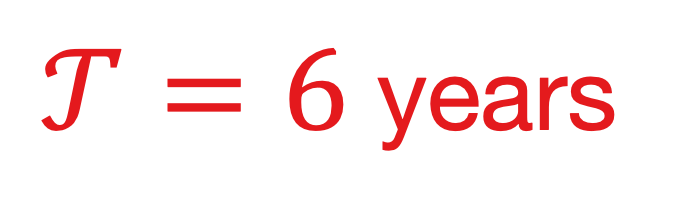 𝒯 = 6 years